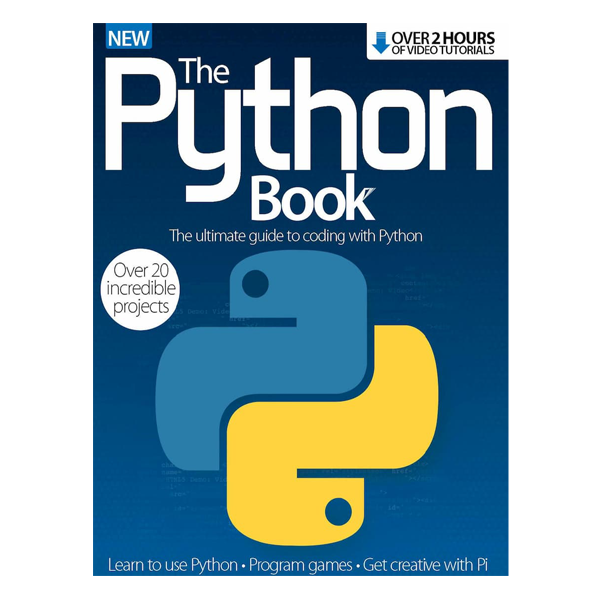 NEW
OVER 2 HOURS
OF VIDEO TUTORIALS
The
Python
Book
The ultimate guide to coding with Python
Over 20
incredible
projects
Learn to use Python • Program games • Get creative with Pi